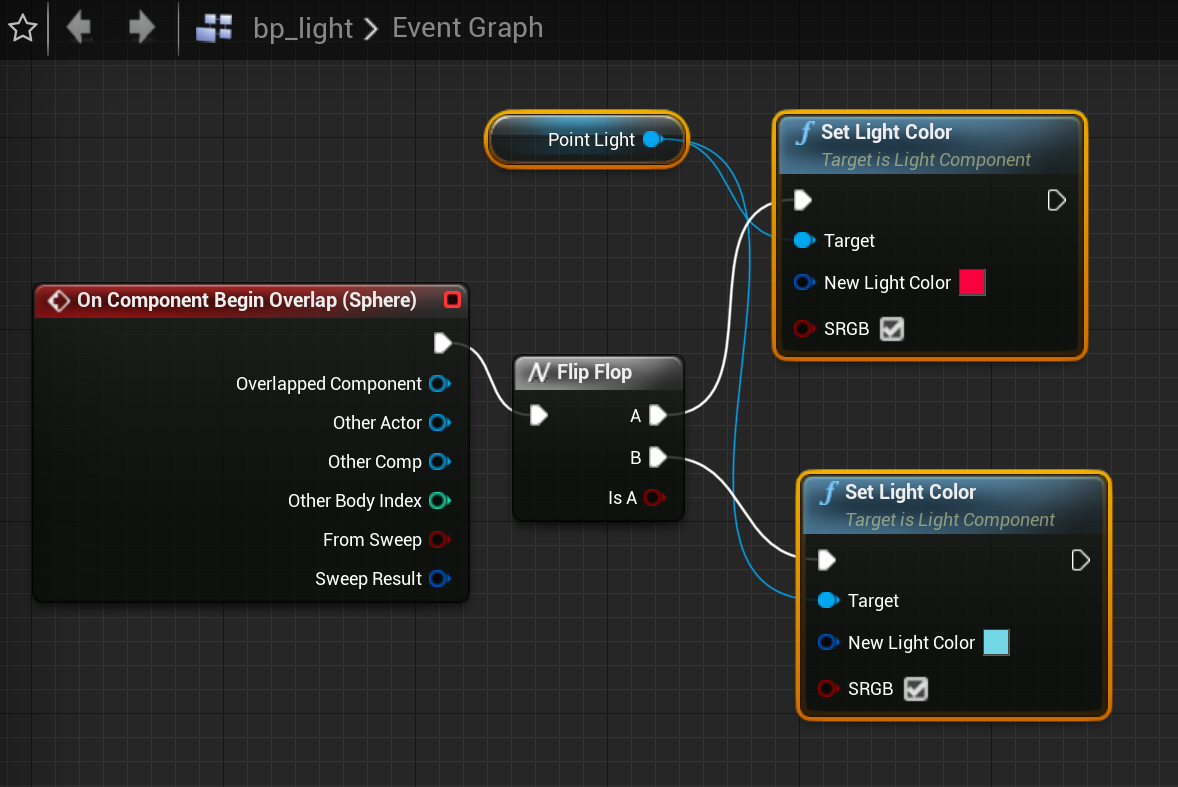 bp_light > Event Graph
Point Light
Set Light Color
Target is Light Component
Target
New Light Color
SRGB
On Component Begin Overlap (Sphere)
Overlapped Component
Other Actor
Other Comp
Other Body Index
From Sweep
Sweep Result
Flip Flop
A
B
Is A
Set Light Color
Target is Light Component
Target
New Light Color
SRGB